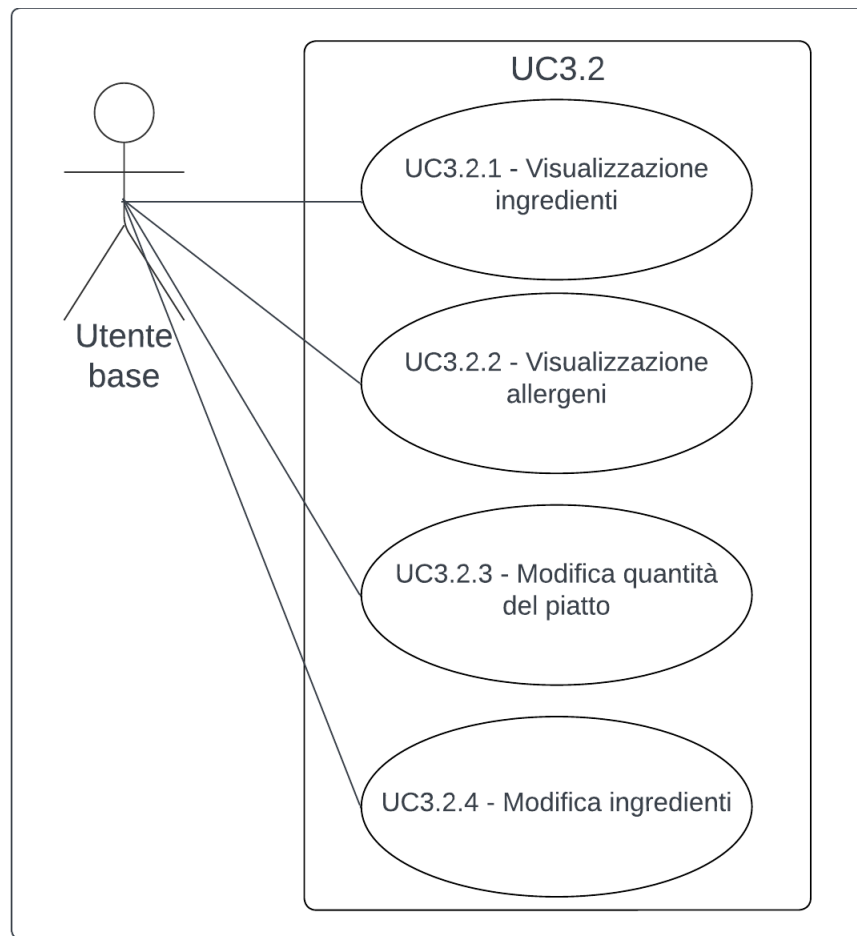 UC3.2
UC3.2.1 - Visualizzazione
ingredienti
Utente
base
UC3.2.2 - Visualizzazione
allergeni
UC3.2.3 - Modifica quantità
del piatto
UC3.2.4 - Modifica ingredienti